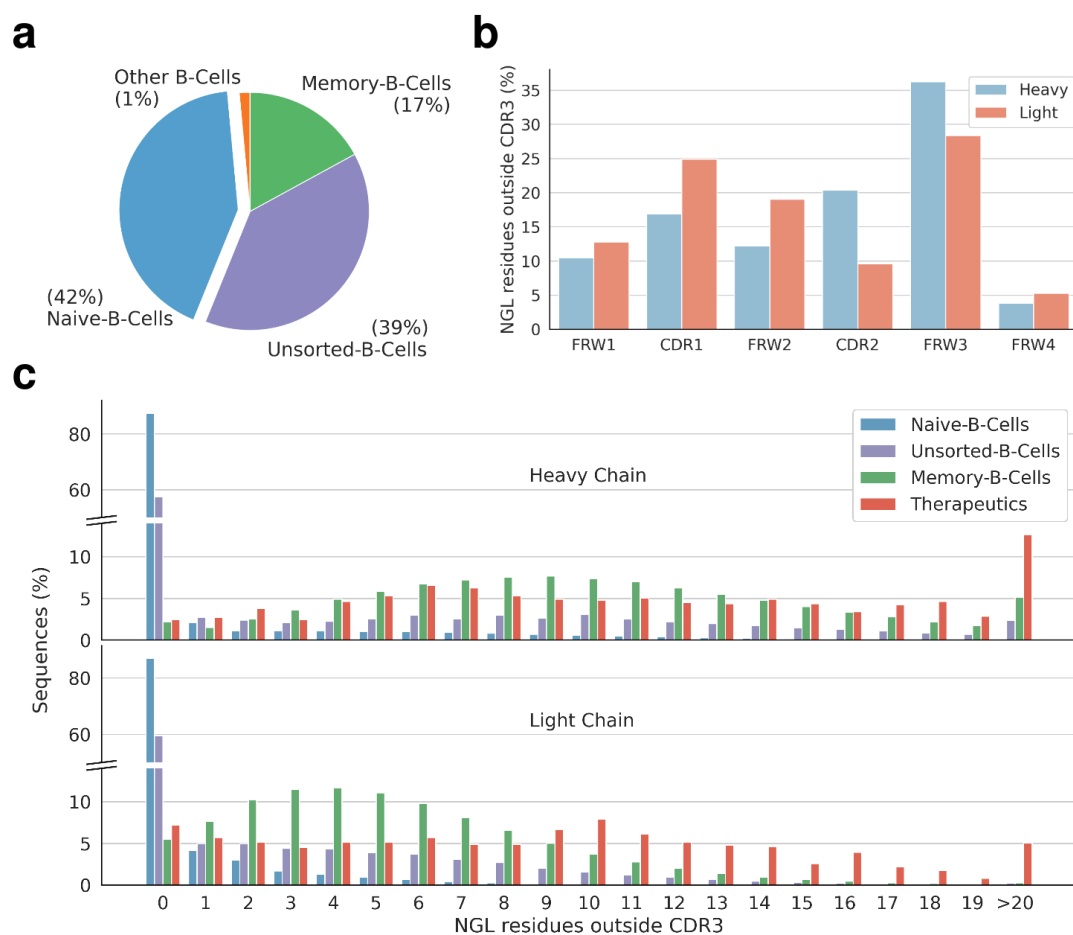 a
Other B-Cells
(1%)
Memory-B-Cells
(17%)
(42%)
Naive-B-Cells
(39%)
Unsorted-B-Cells
b
NGL residues outside CDR3 (%)
35
30
25
20
15
10
5
0
Heavy
Light
FRW1 CDR1 FRW2 CDR2 FRW3 FRW4
c
Sequences (%)
80
60
10
5
0
Heavy Chain
Naive-B-Cells
Unsorted-B-Cells
Memory-B-Cells
Therapeutics
80
60
10
5
0
Light Chain
0 1 2 3 4 5 6 7 8 9 10 11 12 13 14 15 16 17 18 19 >20
NGL residues outside CDR3